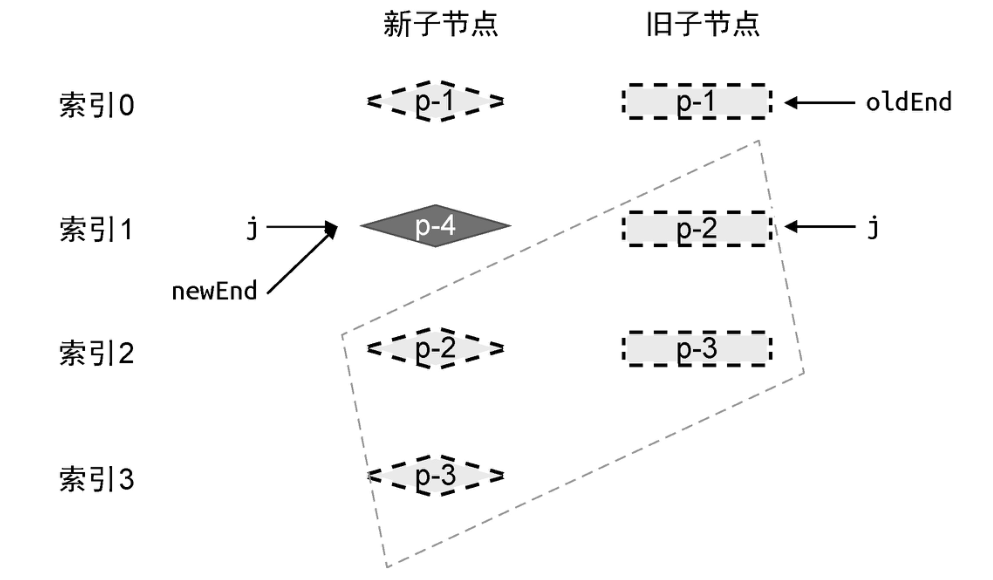 新子节点 旧子节点
索引0 p-1 p-1 oldEnd
索引1 j p-4 p-2 j
newEnd
索引2 p-2 p-3
索引3 p-3